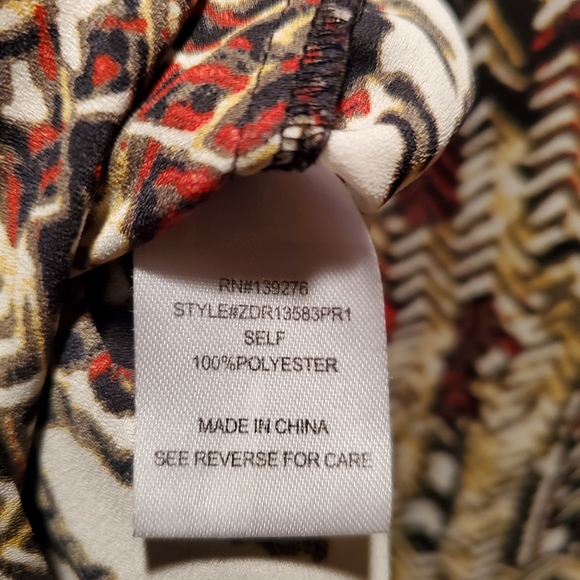 RN#139276
STYLE#ZDR13583PR1
SELF
100%POLYESTER
MADE IN CHINA
SEE REVERSE FOR CARE